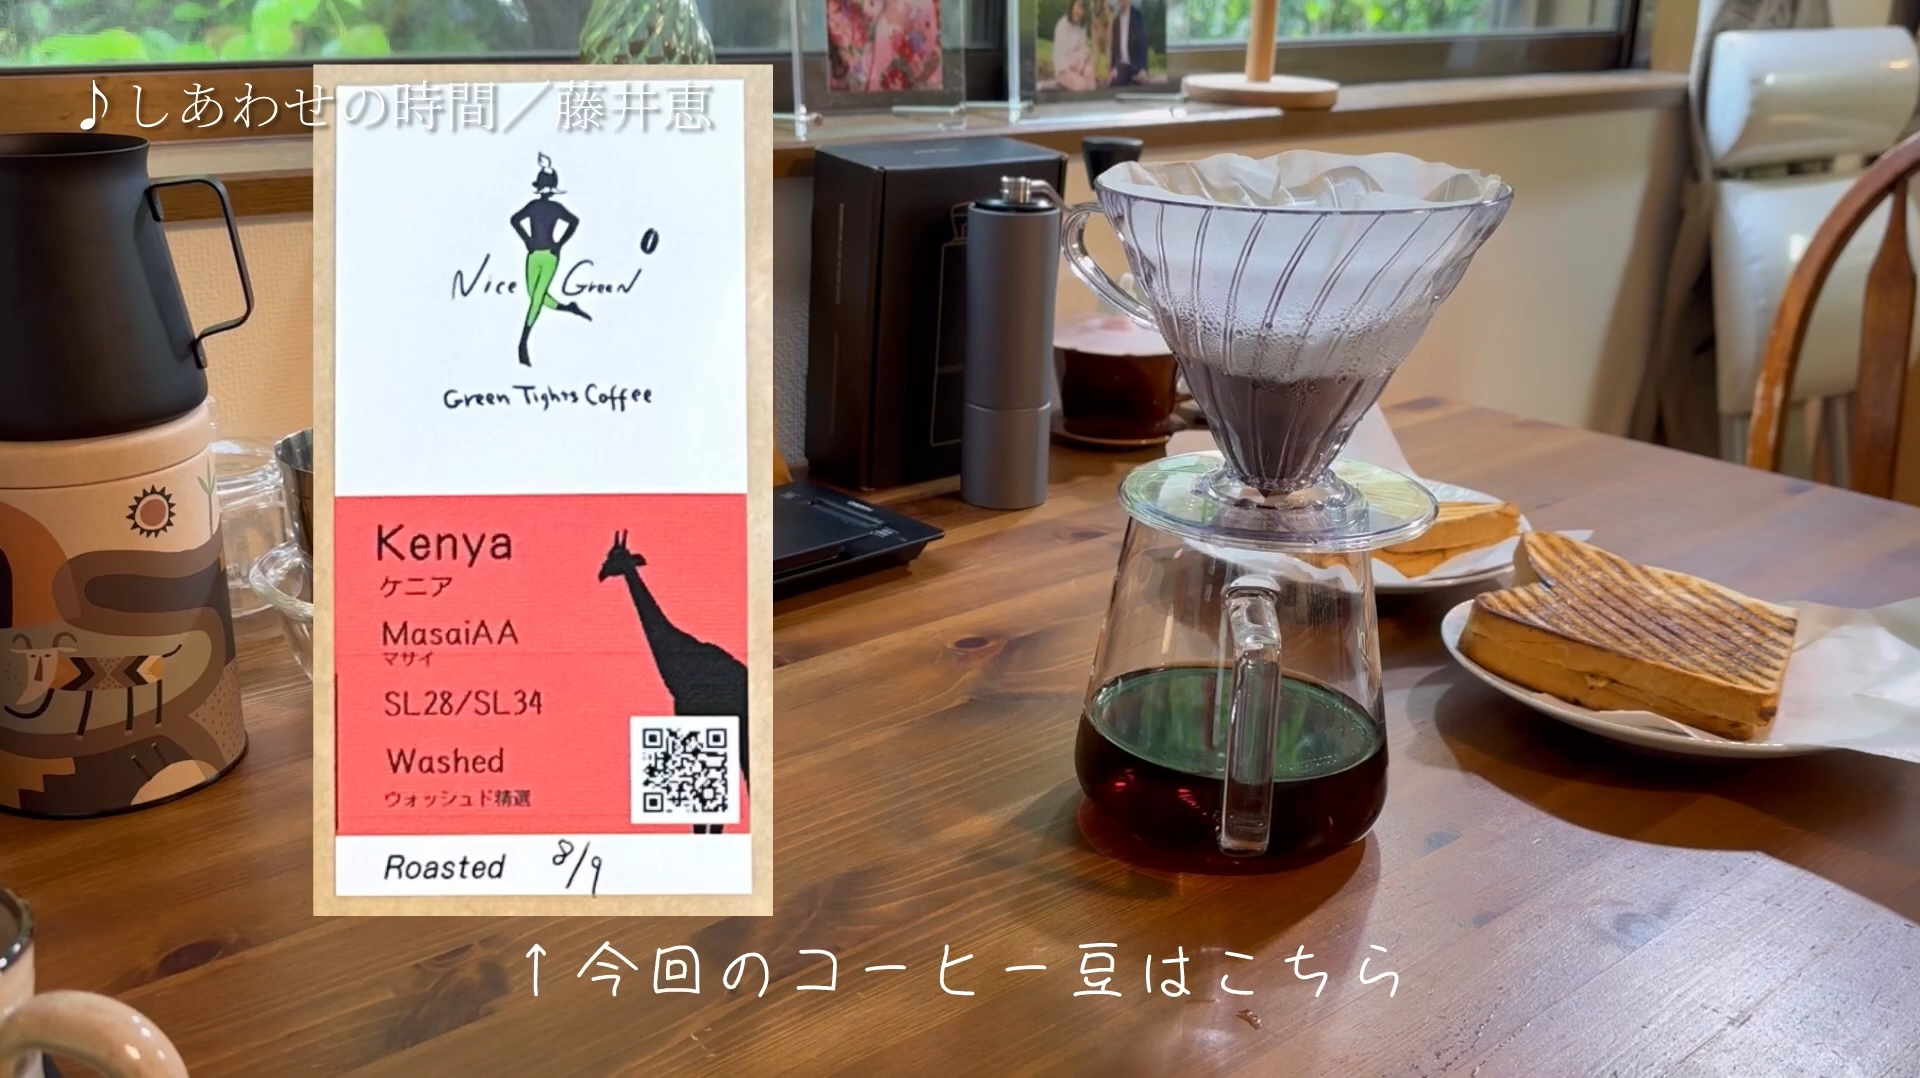 ♪しあわせの時間／藤井恵
Nice Green
Green Tights Coffee
Kenya
ケニア
MasaiAA
マサイ
SL28/SL34
Washed
ウォッシュド精選
Roasted 8/9
↑今回のコーヒー豆はこちら